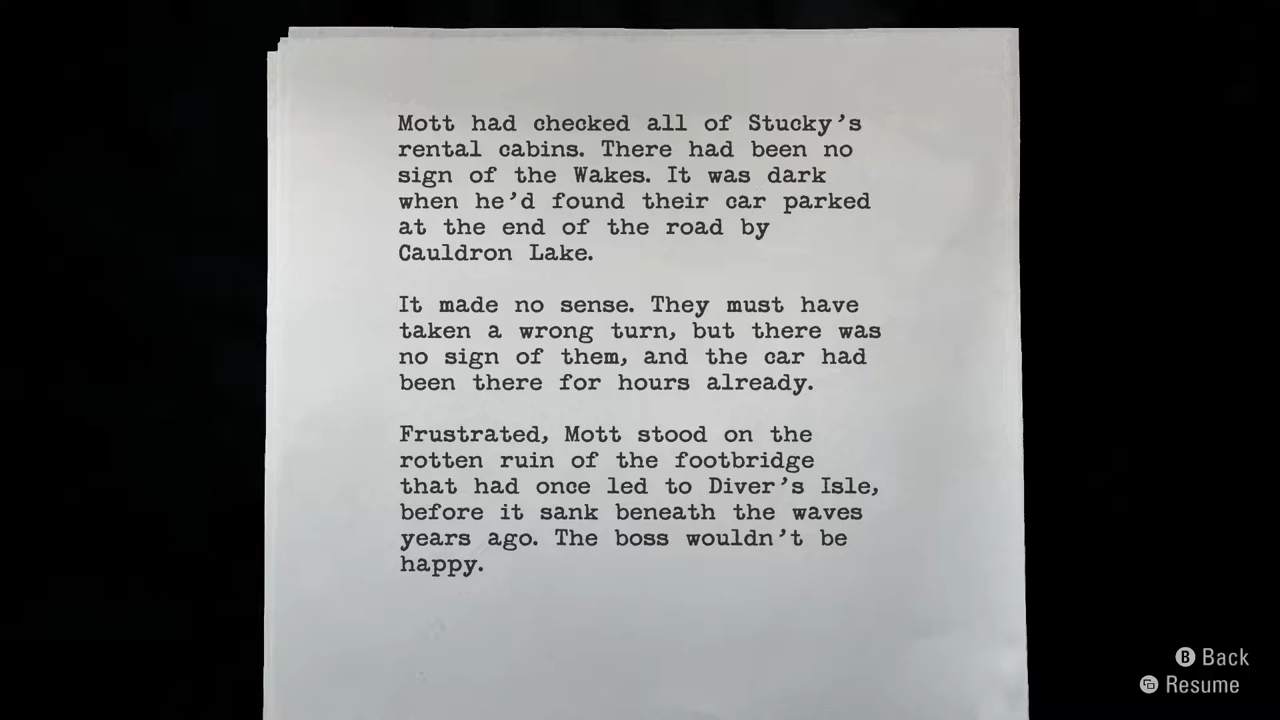 Mott had checked all of Stucky's
rental cabins. There had been no
sign of the Wakes. It was dark
when he'd found their car parked
at the end of the road by
Cauldron Lake.
It made no sense. They must have
taken a wrong turn, but there was
no sign of them, and the car had
been there for hours already.
Frustrated, Mott stood on the
rotten ruin of the footbridge
that had once led to Diver's Isle,
before it sank beneath the waves
years ago. The boss wouldn't be
happy.
B Back
Resume